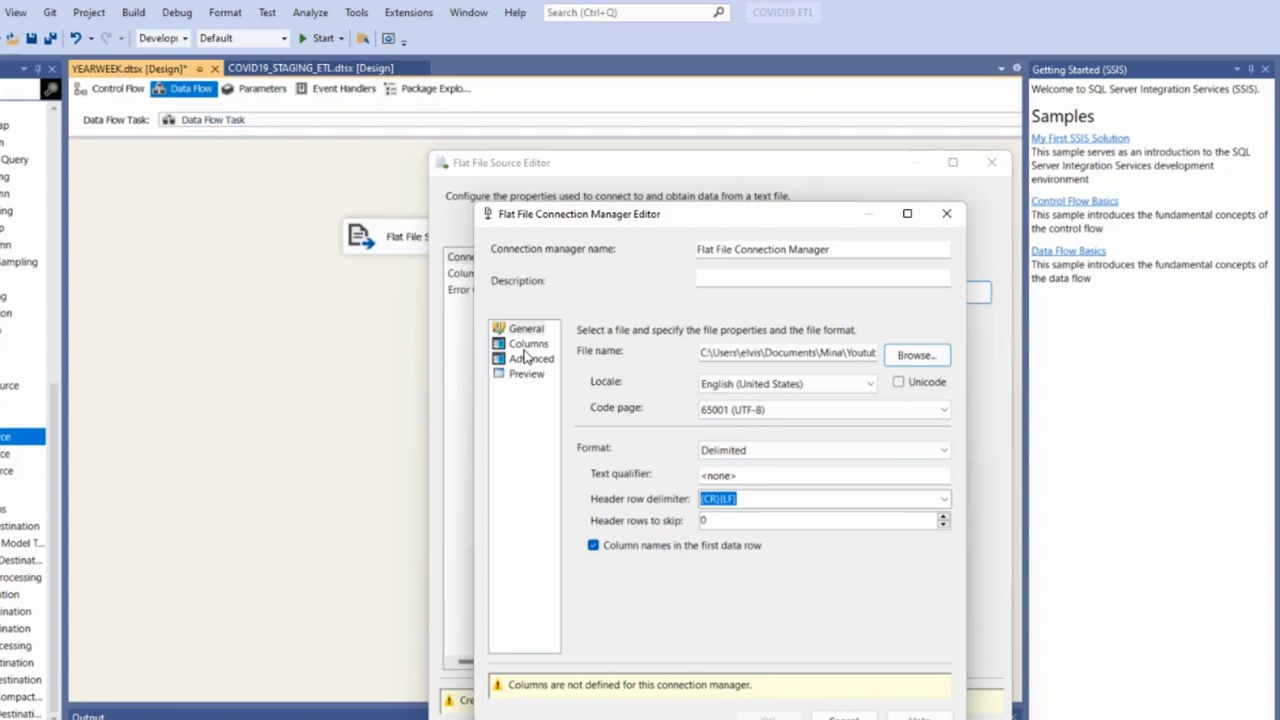 View Git Project Build Debug Format Test Analyze Tools Extensions Window Help Search (Ctrl+Q) COVID19 ETL
Developi Default Start
YEARWEEK.dtsx [Design]* COVID19_STAGING_ETL.dtsx [Design] Getting Started (SSIS)
Control Flow Data Flow Parameters Event Handlers Package Explo...
Data Flow Task: Data Flow Task
Welcome to SQL Server Integration Services (SSIS).
Samples
My First SSIS Solution
This sample serves as an introduction to the SQL
Server Integration Services development
environment
Control Flow Basics
This sample introduces the fundamental concepts of
the control flow
Data Flow Basics
This sample introduces the fundamental concepts of
the data flow
Query
Sampling
Flat File S
Flat File Source Editor
Configure the properties used to connect to and obtain data from a text file.
Conne
Colum
Error
Flat File Connection Manager Editor
Connection manager name: Flat File Connection Manager
Description:
General
Columns
Advanced
Preview
Select a file and specify the file properties and the file format.
File name: C:\Users\elvis\Documents\Mina\Youtub Browse...
Locale: English (United States) Unicode
Code page: 65001 (UTF-8)
Format: Delimited
Text qualifier: <none>
Header row delimiter: {CR}{LF}
Header rows to skip: 0
Column names in the first data row
Columns are not defined for this connection manager.
Cre
Output